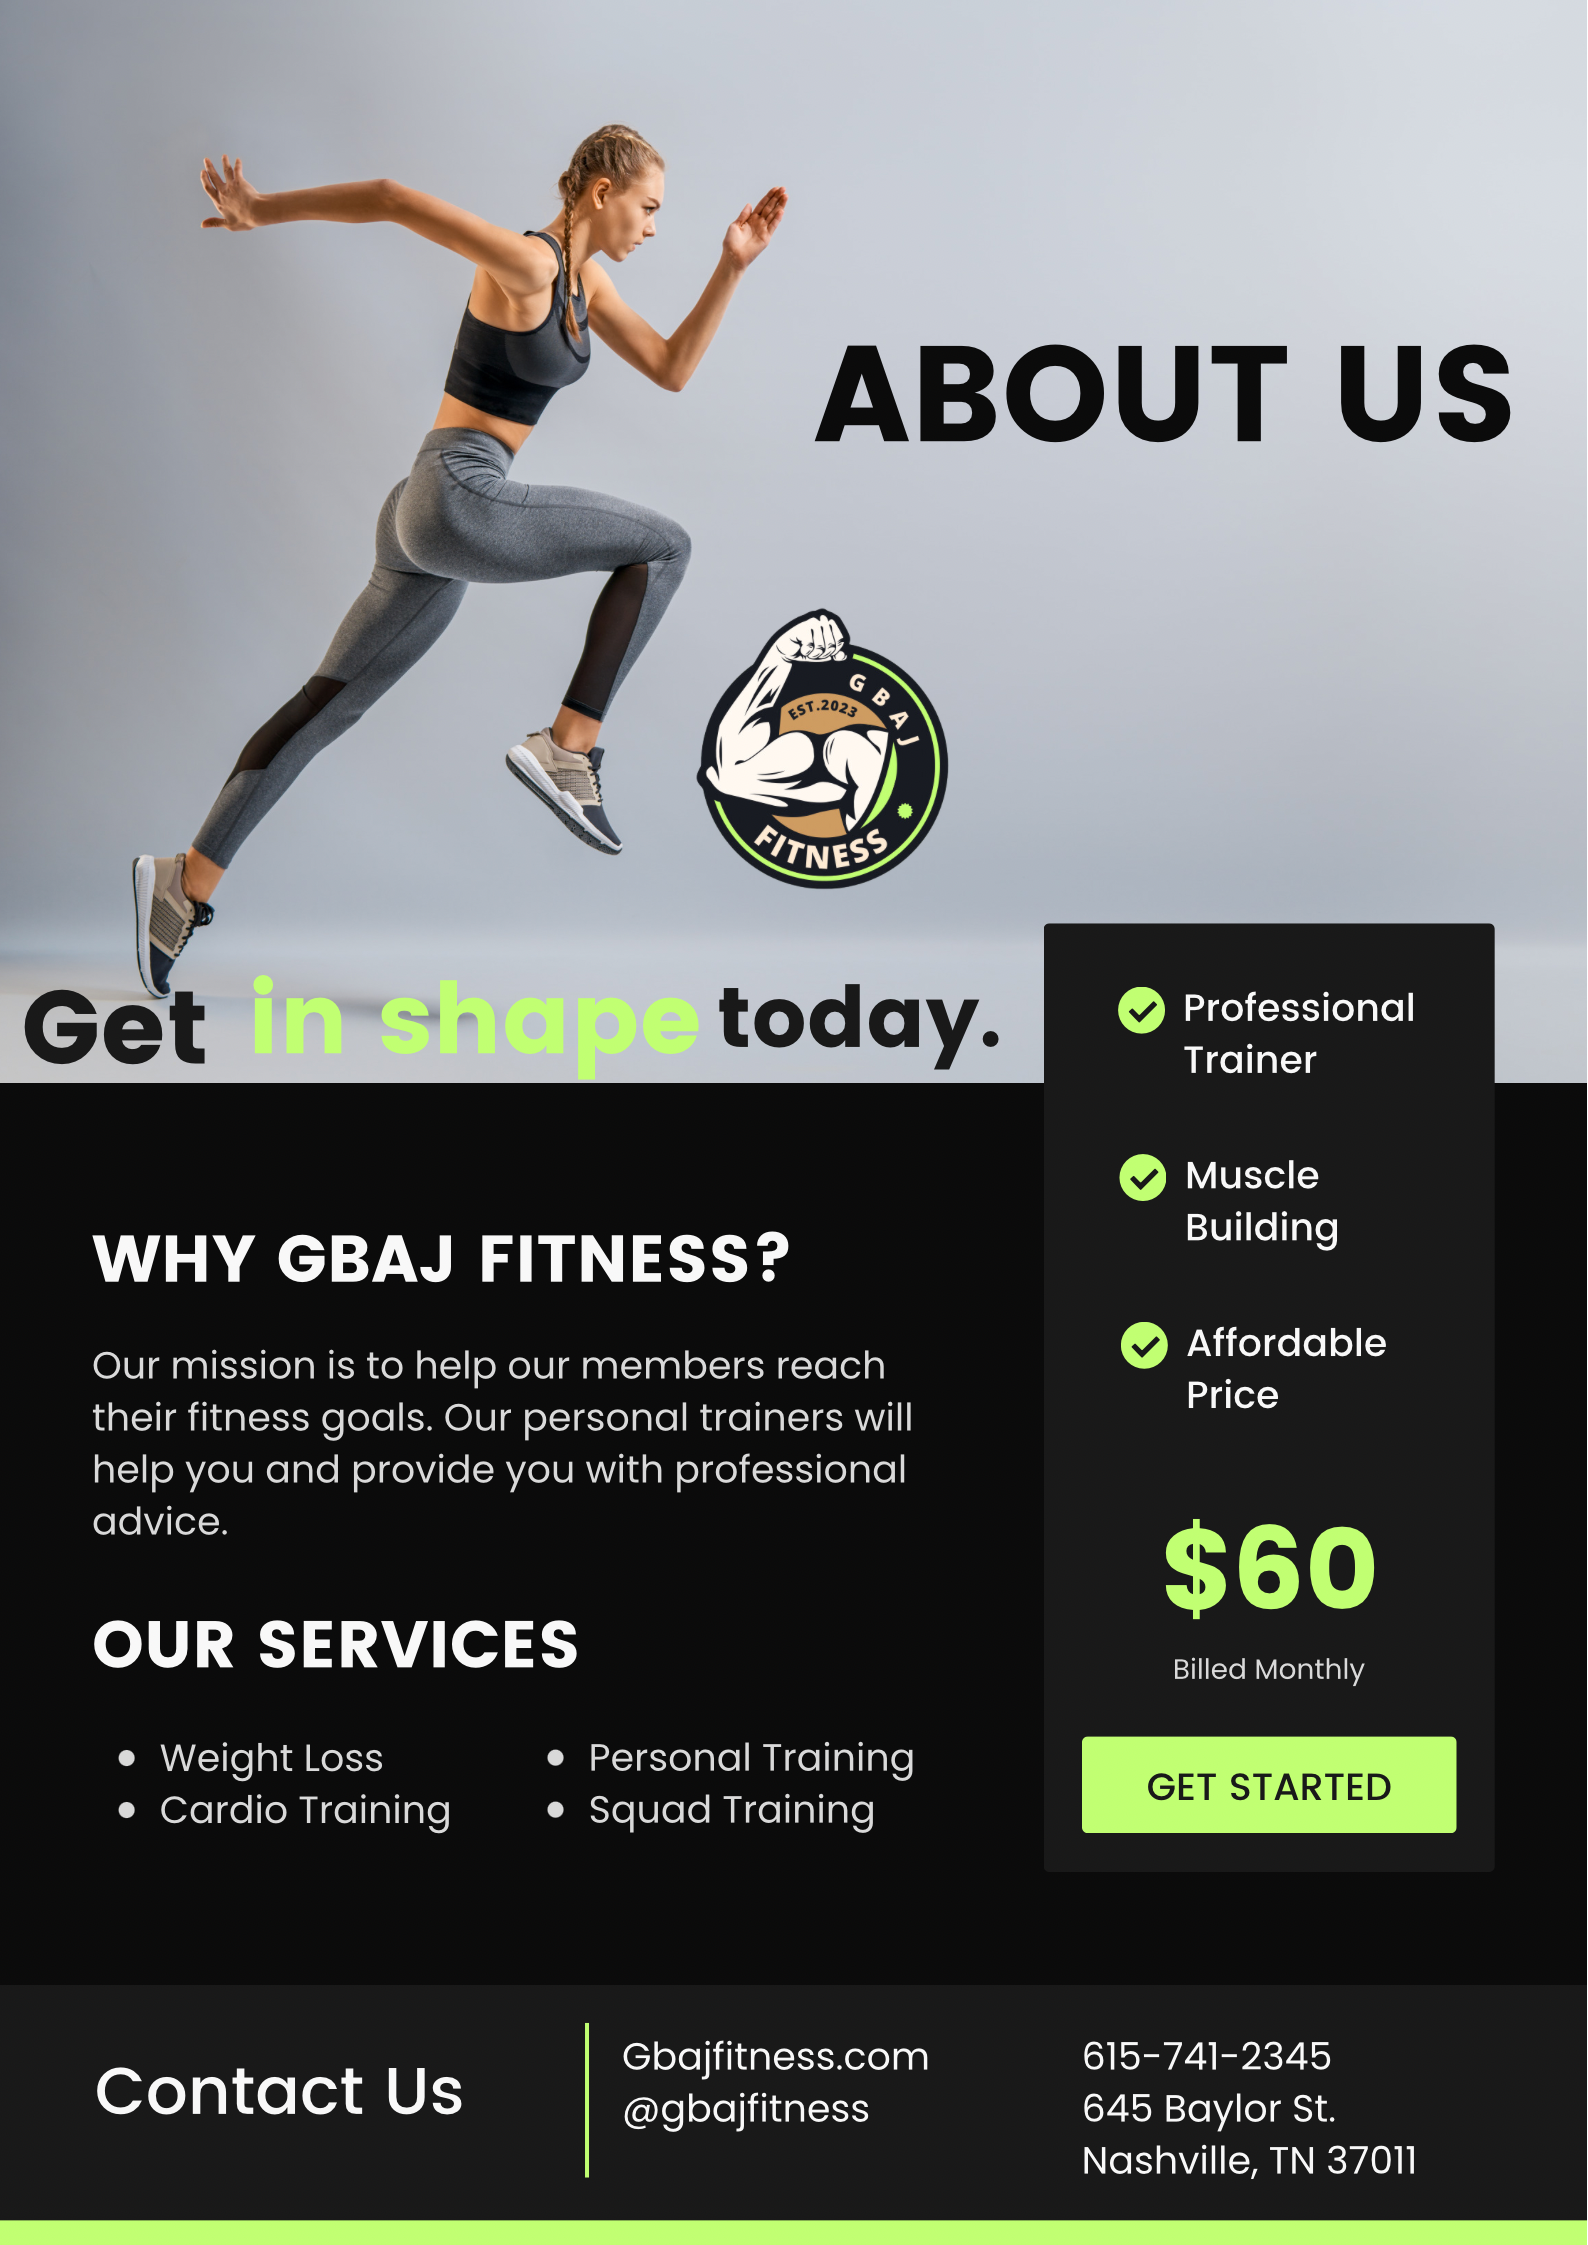 ABOUT US
GBAJ
EST.2023
FITNESS
Get in shape today.
Professional
Trainer
Muscle
Building
Affordable
Price
$60
Billed Monthly
GET STARTED
WHY GBAJ FITNESS?
Our mission is to help our members reach
their fitness goals. Our personal trainers will
help you and provide you with professional
advice.
OUR SERVICES
Weight Loss
Cardio Training
Personal Training
Squad Training
Contact Us
Gbajfitness.com
@gbajfitness
615-741-2345
645 Baylor St.
Nashville, TN 37011